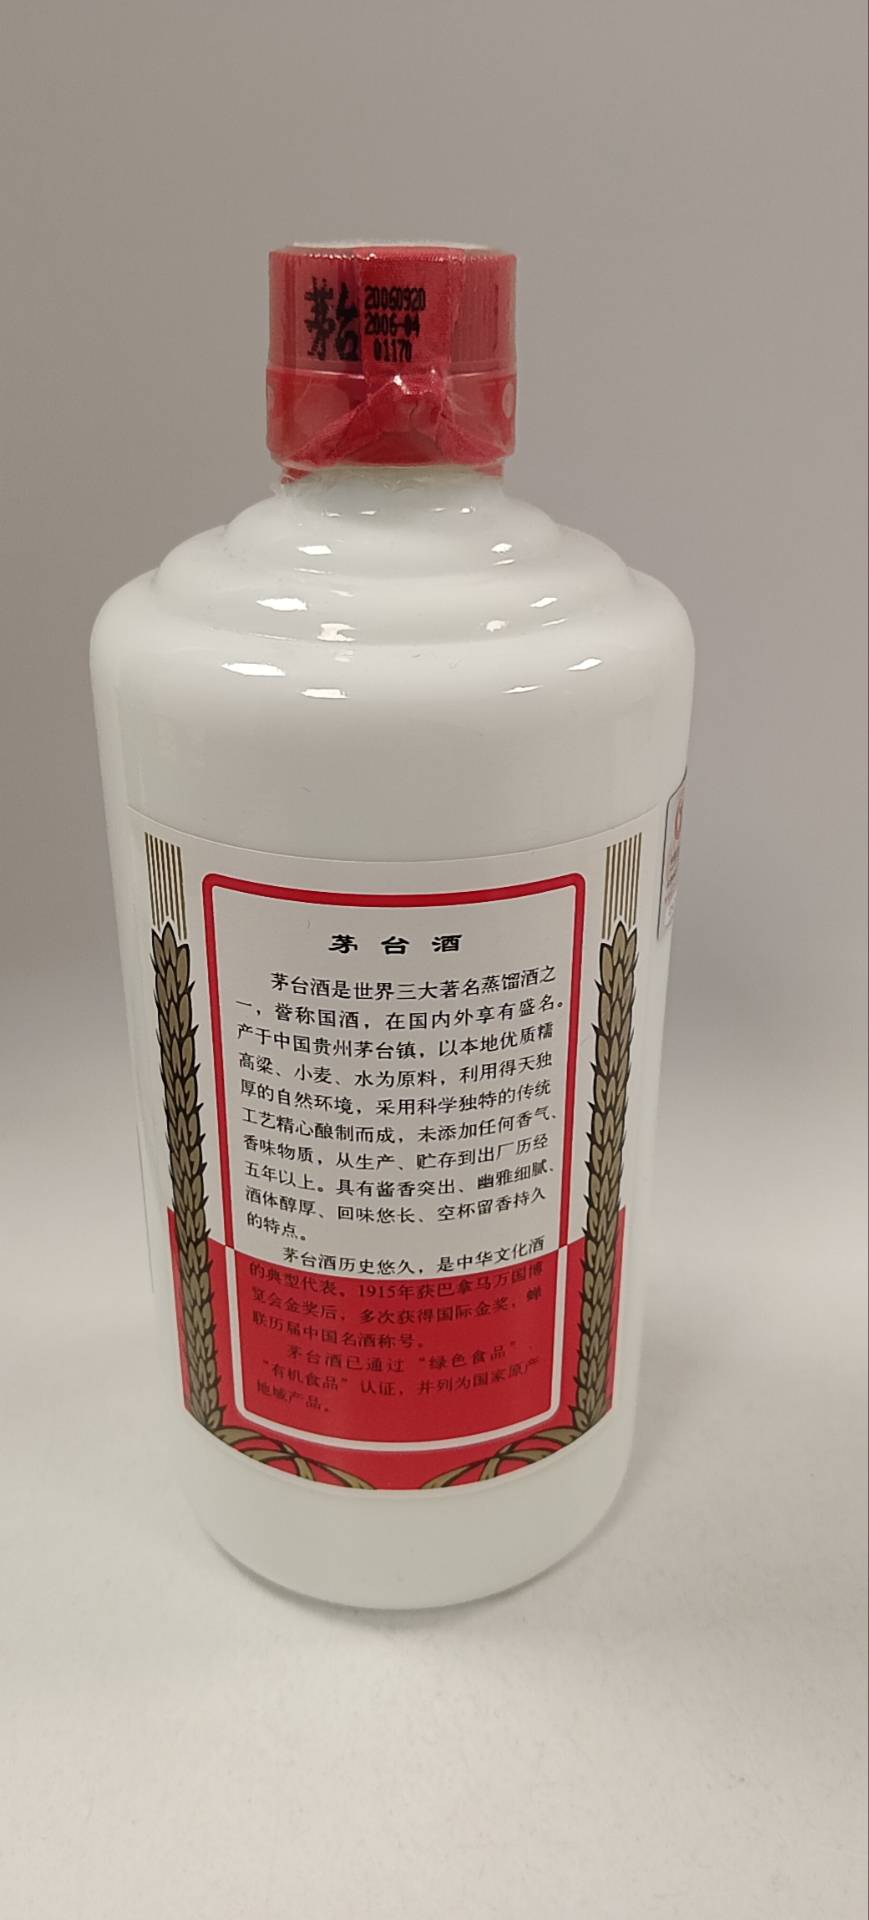 茅台
20060920
2006-04
01170
茅台酒
茅台酒是世界三大著名蒸馏酒之
一，誉称国酒，在国内外享有盛名。
产于中国贵州茅台镇，以本地优质糯
高粱、小麦、水为原料，利用得天独
厚的自然环境，采用科学独特的传统
工艺精心酿制而成，未添加任何香气、
香味物质，从生产、贮存到出厂历经
五年以上。具有酱香突出、幽雅细腻、
酒体醇厚、回味悠长、空杯留香持久
的特点。
茅台酒历史悠久，是中华文化酒
的典型代表。1915年获巴拿马万国博
览会金奖后，多次获得国际金奖，蝉
联历届中国名酒称号。
茅台酒已通过“绿色食品”、
“有机食品”认证，并列为国家原产
地域产品。